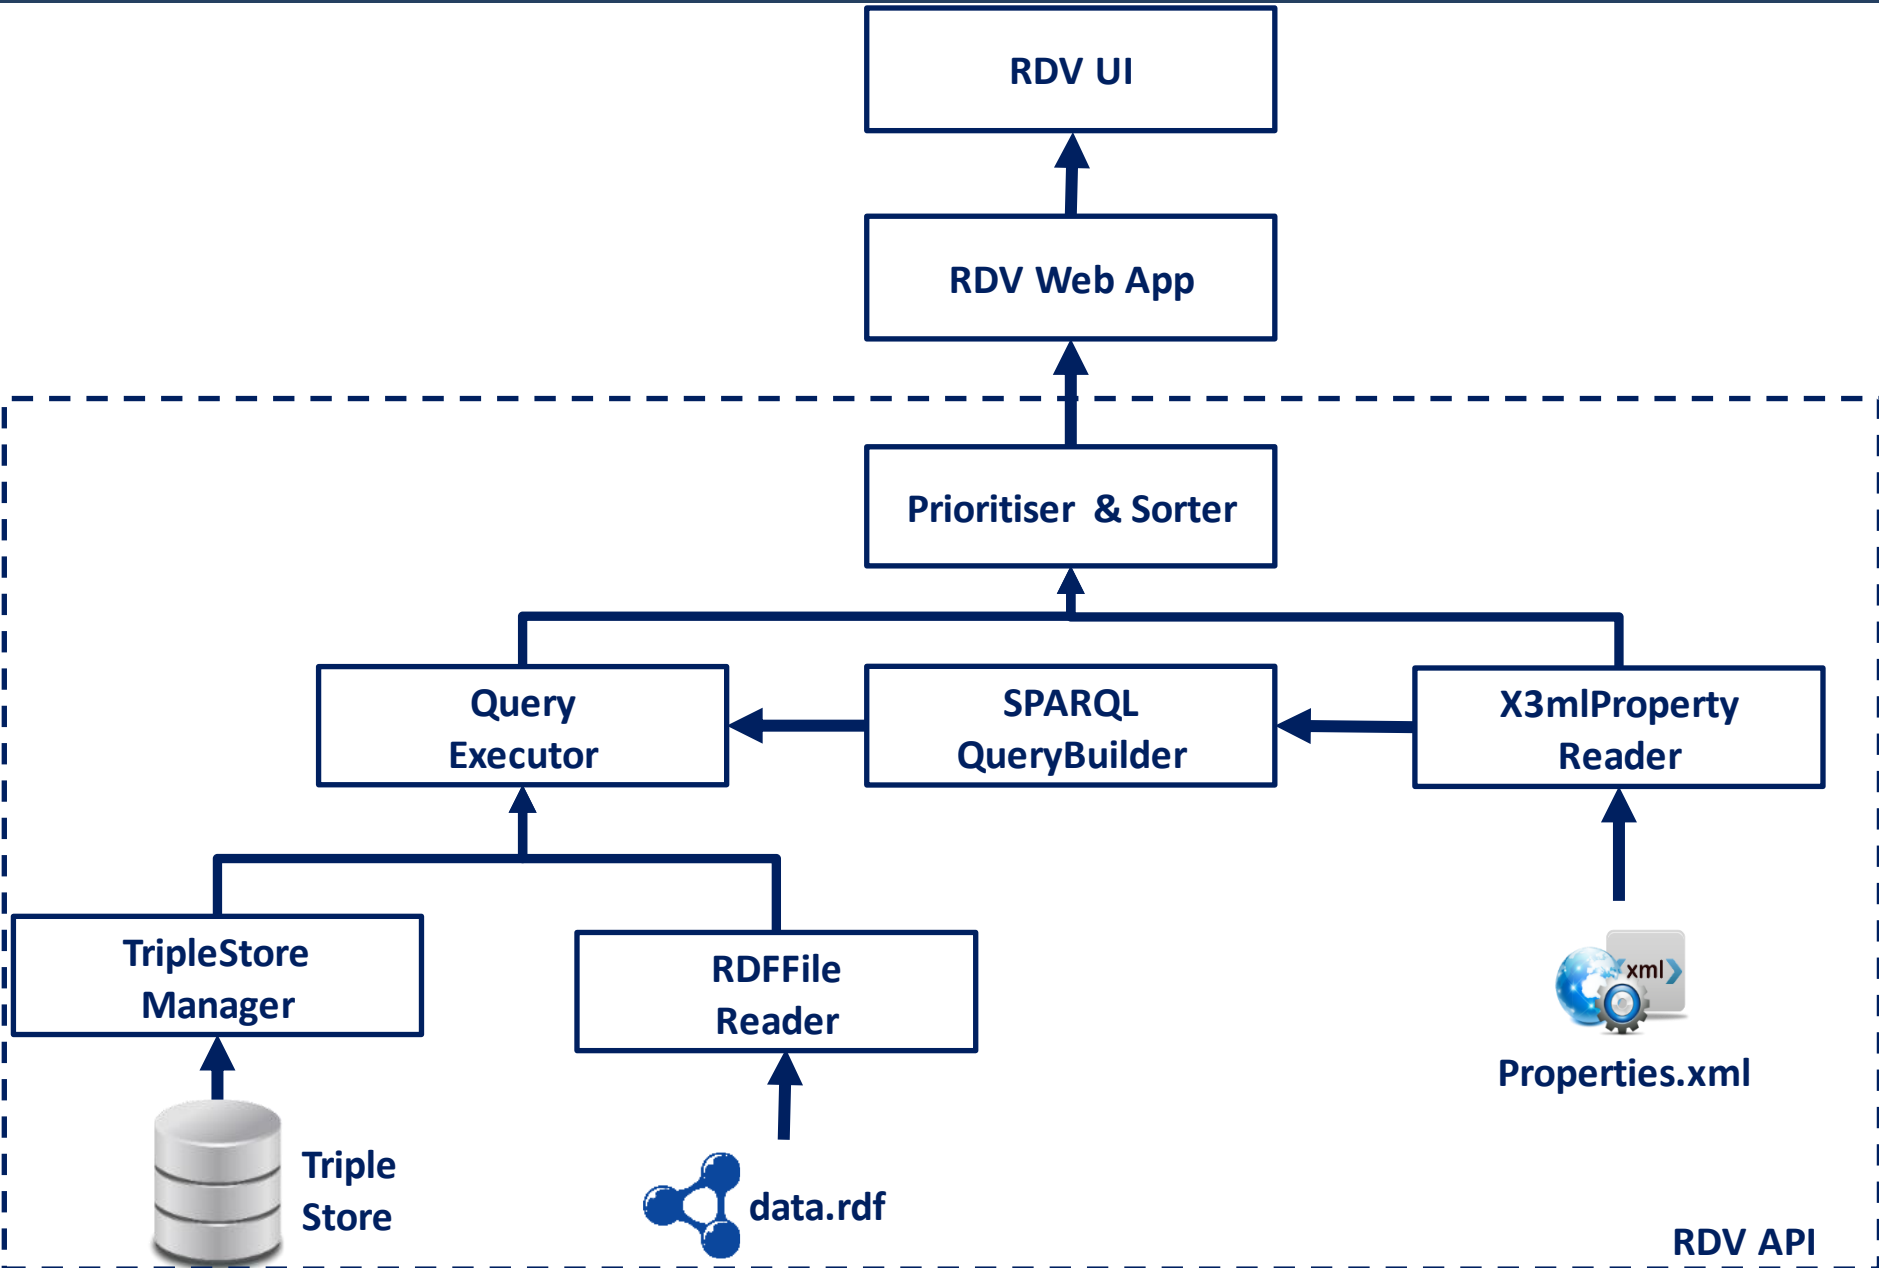 RDV UI
RDV Web App
Prioritiser & Sorter
Query
Executor
SPARQL
QueryBuilder
X3mlProperty
Reader
TripleStore
Manager
RDFFile
Reader
xml
Properties.xml
Triple
Store
data.rdf
RDV API